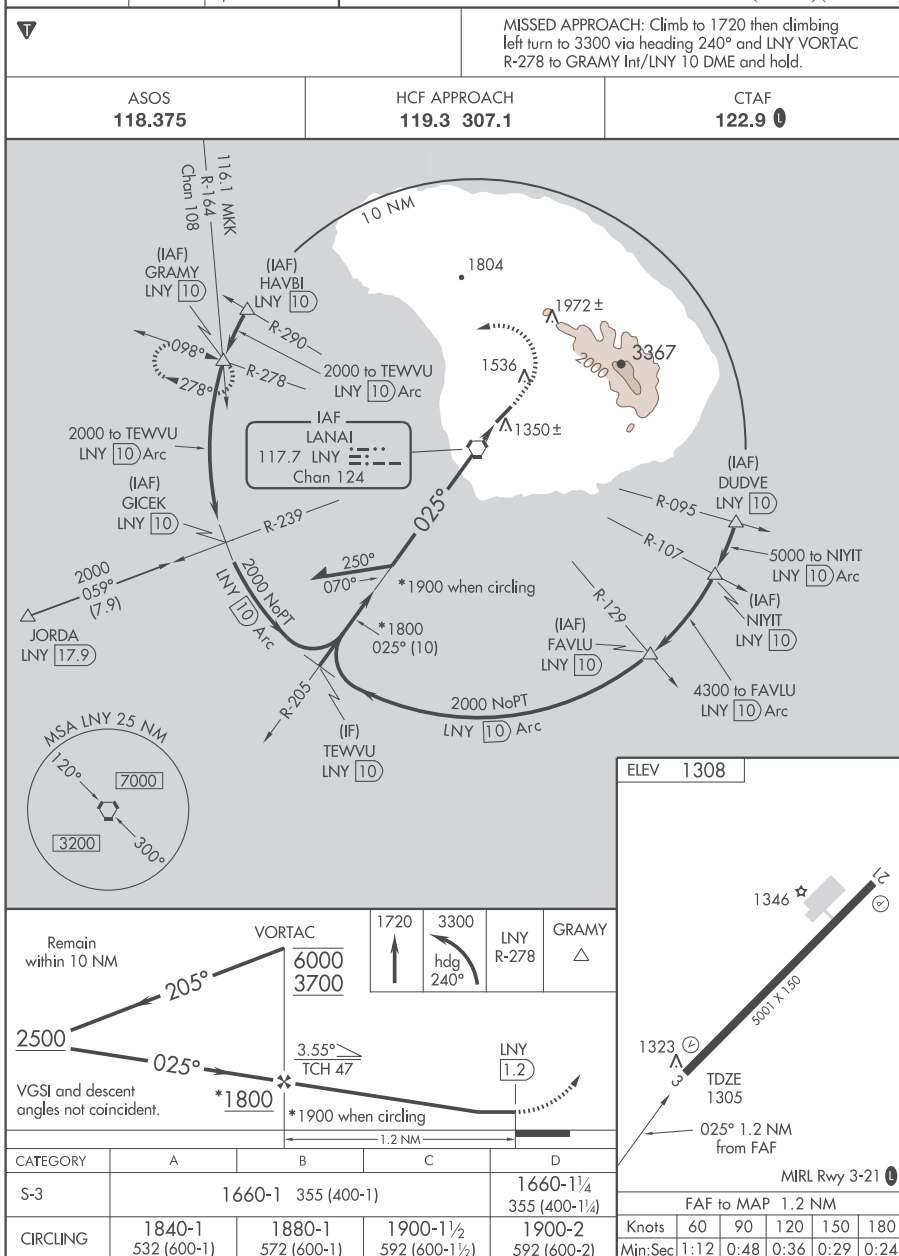 T
MISSED APPROACH: Climb to 1720 then climbing
left turn to 3300 via heading 240° and LNY VORTAC
R-278 to GRAMY Int/LNY 10 DME and hold.
ASOS
118.375
HCF APPROACH
119.3 307.1
CTAF
122.9 L
116.1 MKK
R-164
Chan 108
10 NM
(IAF)
GRAMY
LNY 10
(IAF)
HAVBI
LNY 10
R-290
098°
278°
R-278
2000 to TEWVU
LNY 10 Arc
1804
1972 ±
3367
2000
1536
1350 ±
2000 to TEWVU
LNY 10 Arc
IAF
LANAI
117.7 LNY
Chan 124
(IAF)
GICEK
LNY 10
R-239
025°
(IAF)
DUDVE
LNY 10
R-095
R-107
5000 to NIYIT
LNY 10 Arc
(IAF)
NIYIT
LNY 10
2000
059°
(7.9)
JORDA
LNY 17.9
2000 NoPT
LNY 10 Arc
250°
070°
*1900 when circling
*1800
025° (10)
R-129
(IAF)
FAVLU
LNY 10
4300 to FAVLU
LNY 10 Arc
2000 NoPT
LNY 10 Arc
R-205
(IF)
TEWVU
LNY 10
MSA LNY 25 NM
120°
7000
3200
300°
ELEV 1308
1346
21
P
5001 X 150
1323
V
3
TDZE
1305
025° 1.2 NM
from FAF
MIRL Rwy 3-21 L
Remain
within 10 NM
VORTAC
6000
3700
205°
2500
025°
VGSI and descent
angles not coincident.
*1800
3.55°
TCH 47
*1900 when circling
1.2 NM
LNY
1.2
1720
3300
hdg
240°
LNY
R-278
GRAMY
CATEGORY A B C D
S-3 1660-1 355 (400-1) 1660-1¼
355 (400-1¼)
CIRCLING 1840-1 1880-1 1900-1½ 1900-2
532 (600-1) 572 (600-1) 592 (600-1½) 592 (600-2)
FAF to MAP 1.2 NM
Knots 60 90 120 150 180
Min:Sec 1:12 0:48 0:36 0:29 0:24